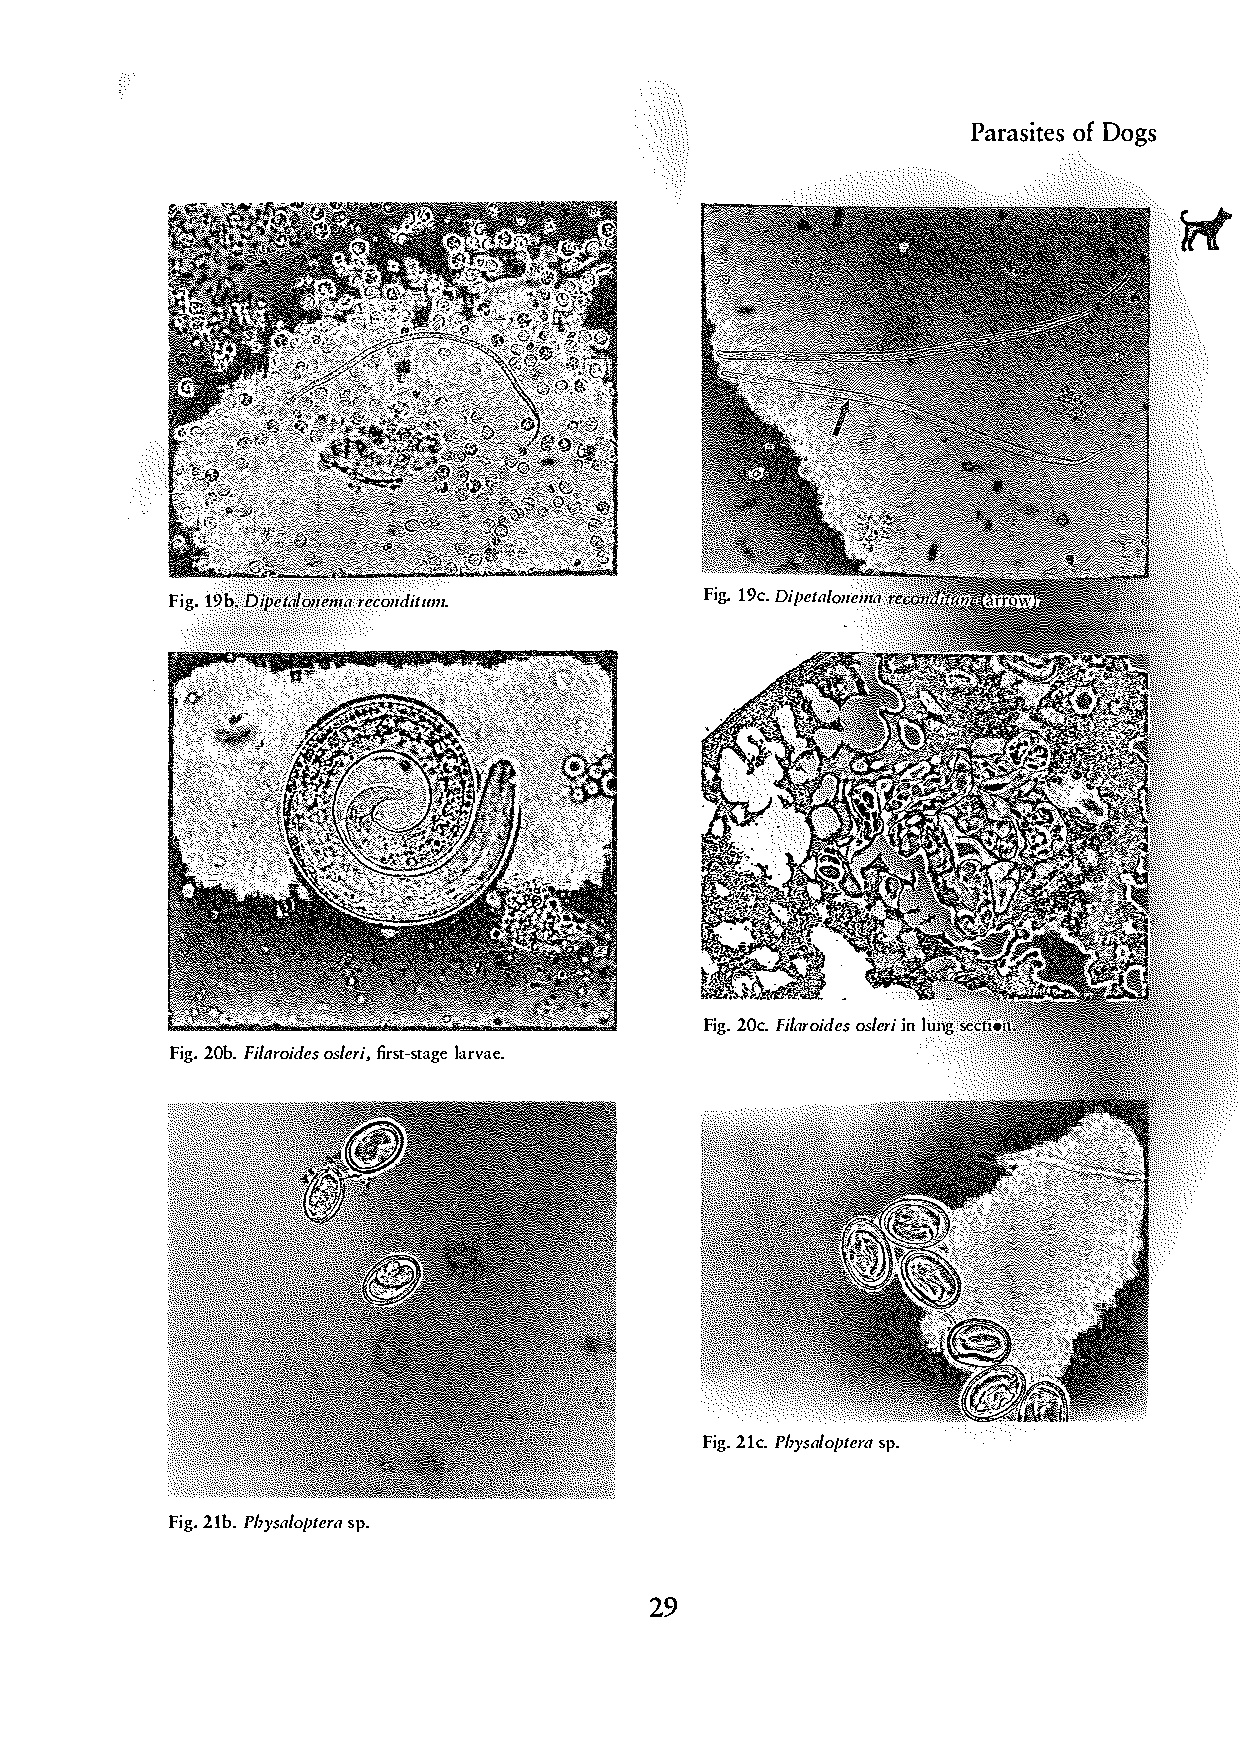 Parasites of Dogs
Fig. 19b. Dipetalonema reconditum.
Fig. 19c. Dipetalonema reconditum (arrow).
Fig. 20b. Filaroides osleri, first-stage larvae.
Fig. 20c. Filaroides osleri in lung section.
Fig. 21b. Physaloptera sp.
Fig. 21c. Physaloptera sp.
29